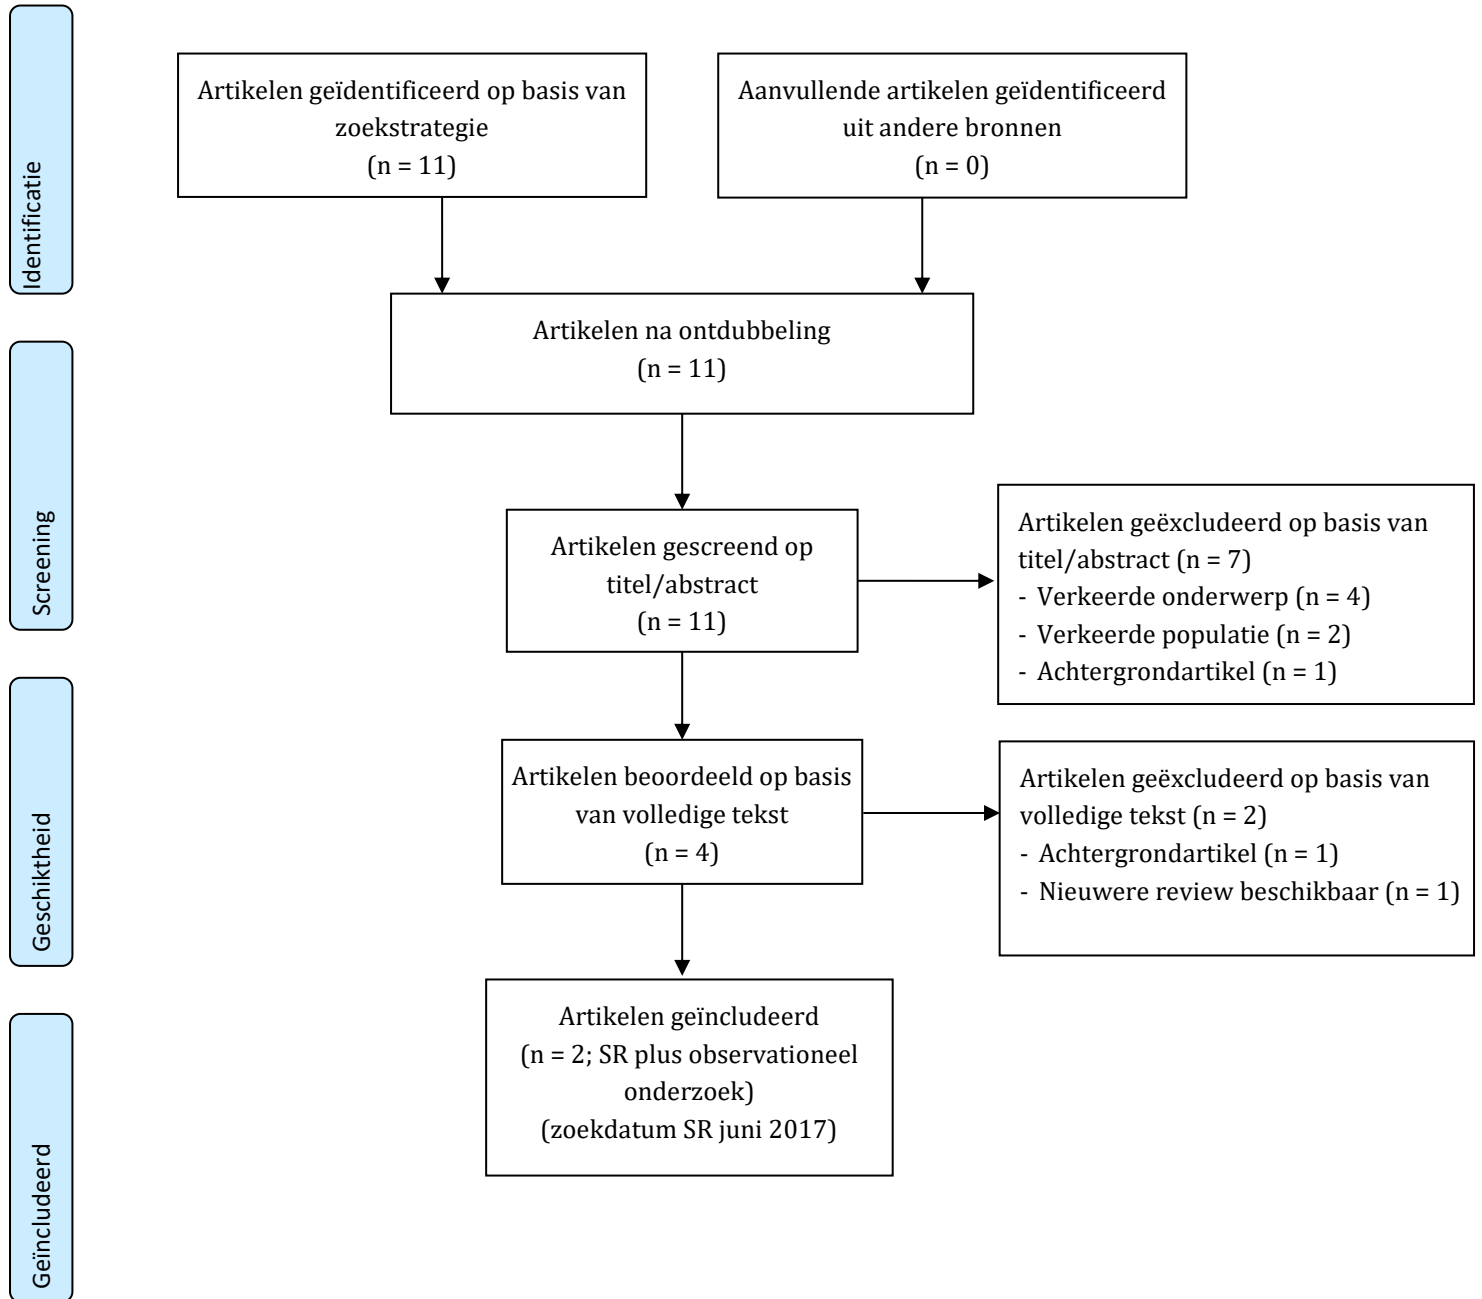 Identificatie
Artikelen geïdentificeerd op basis van
zoekstrategie
(n = 11)
Aanvullende artikelen geïdentificeerd
uit andere bronnen
(n = 0)
Artikelen na ontdubbeling
(n = 11)
Screening
Artikelen gescreend op
titel/abstract
(n = 11)
Artikelen geëxcludeerd op basis van
titel/abstract (n = 7)
- Verkeerde onderwerp (n = 4)
- Verkeerde populatie (n = 2)
- Achtergrondartikel (n = 1)
Geschiktheid
Artikelen beoordeeld op basis
van volledige tekst
(n = 4)
Artikelen geëxcludeerd op basis van
volledige tekst (n = 2)
- Achtergrondartikel (n = 1)
- Nieuwere review beschikbaar (n = 1)
Geïncludeerd
Artikelen geïncludeerd
(n = 2; SR plus observationeel
onderzoek)
(zoekdatum SR juni 2017)